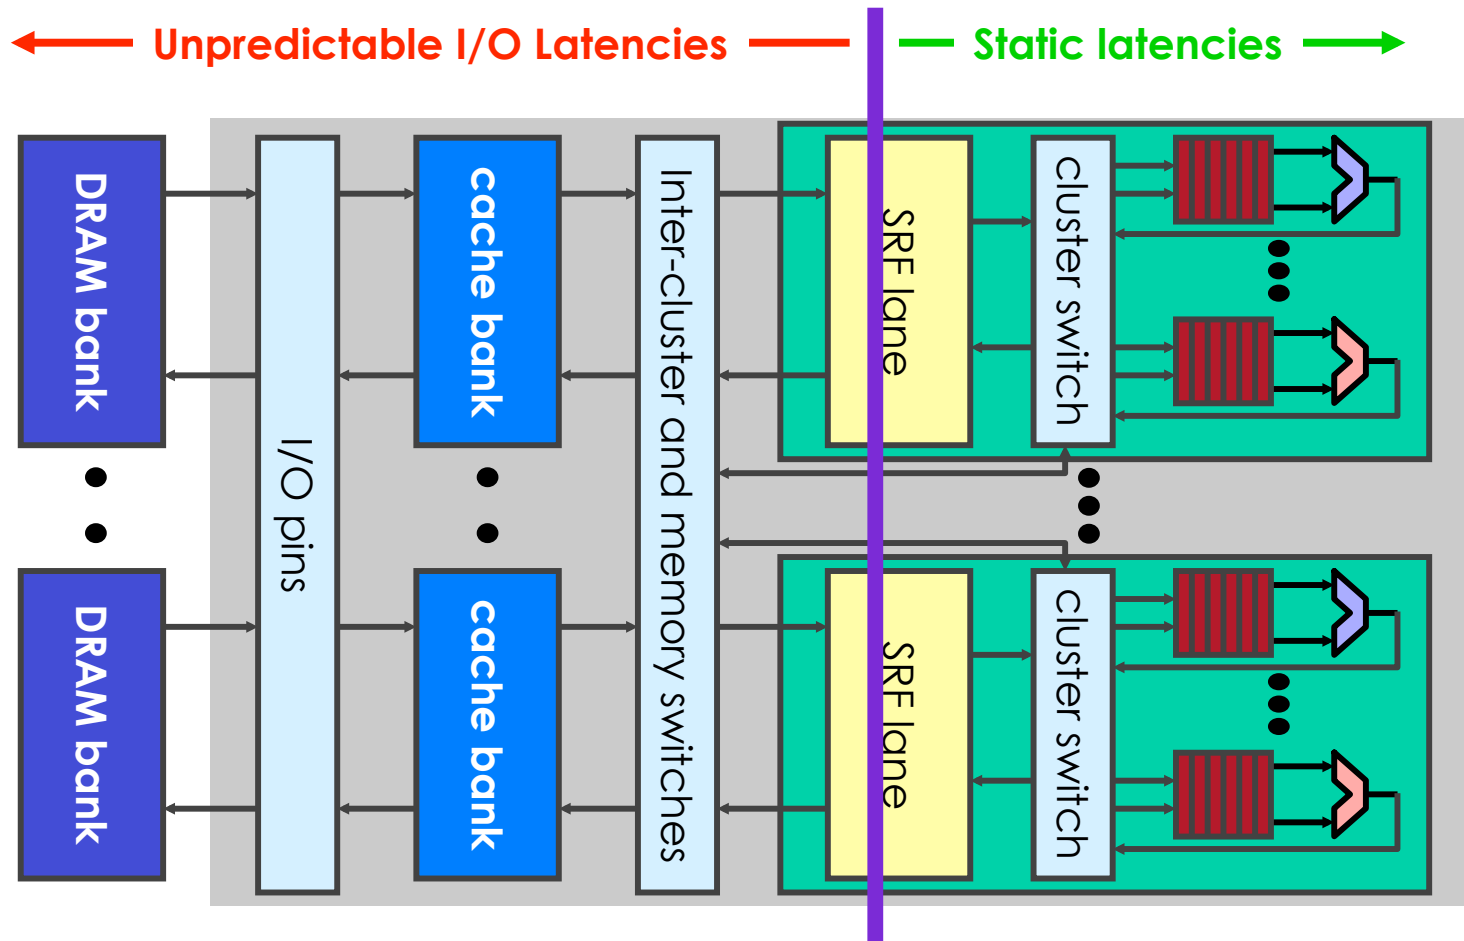 Unpredictable I/O Latencies
Static latencies
DRAM bank
I/O pins
cache bank
Inter-cluster and memory switches
SRF lane
cluster switch
DRAM bank
cache bank
SRF lane
cluster switch